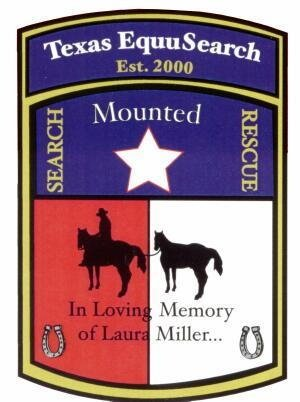 Texas EquuSearch
Est. 2000
Mounted
SEARCH
RESCUE
In Loving Memory
of Laura Miller...